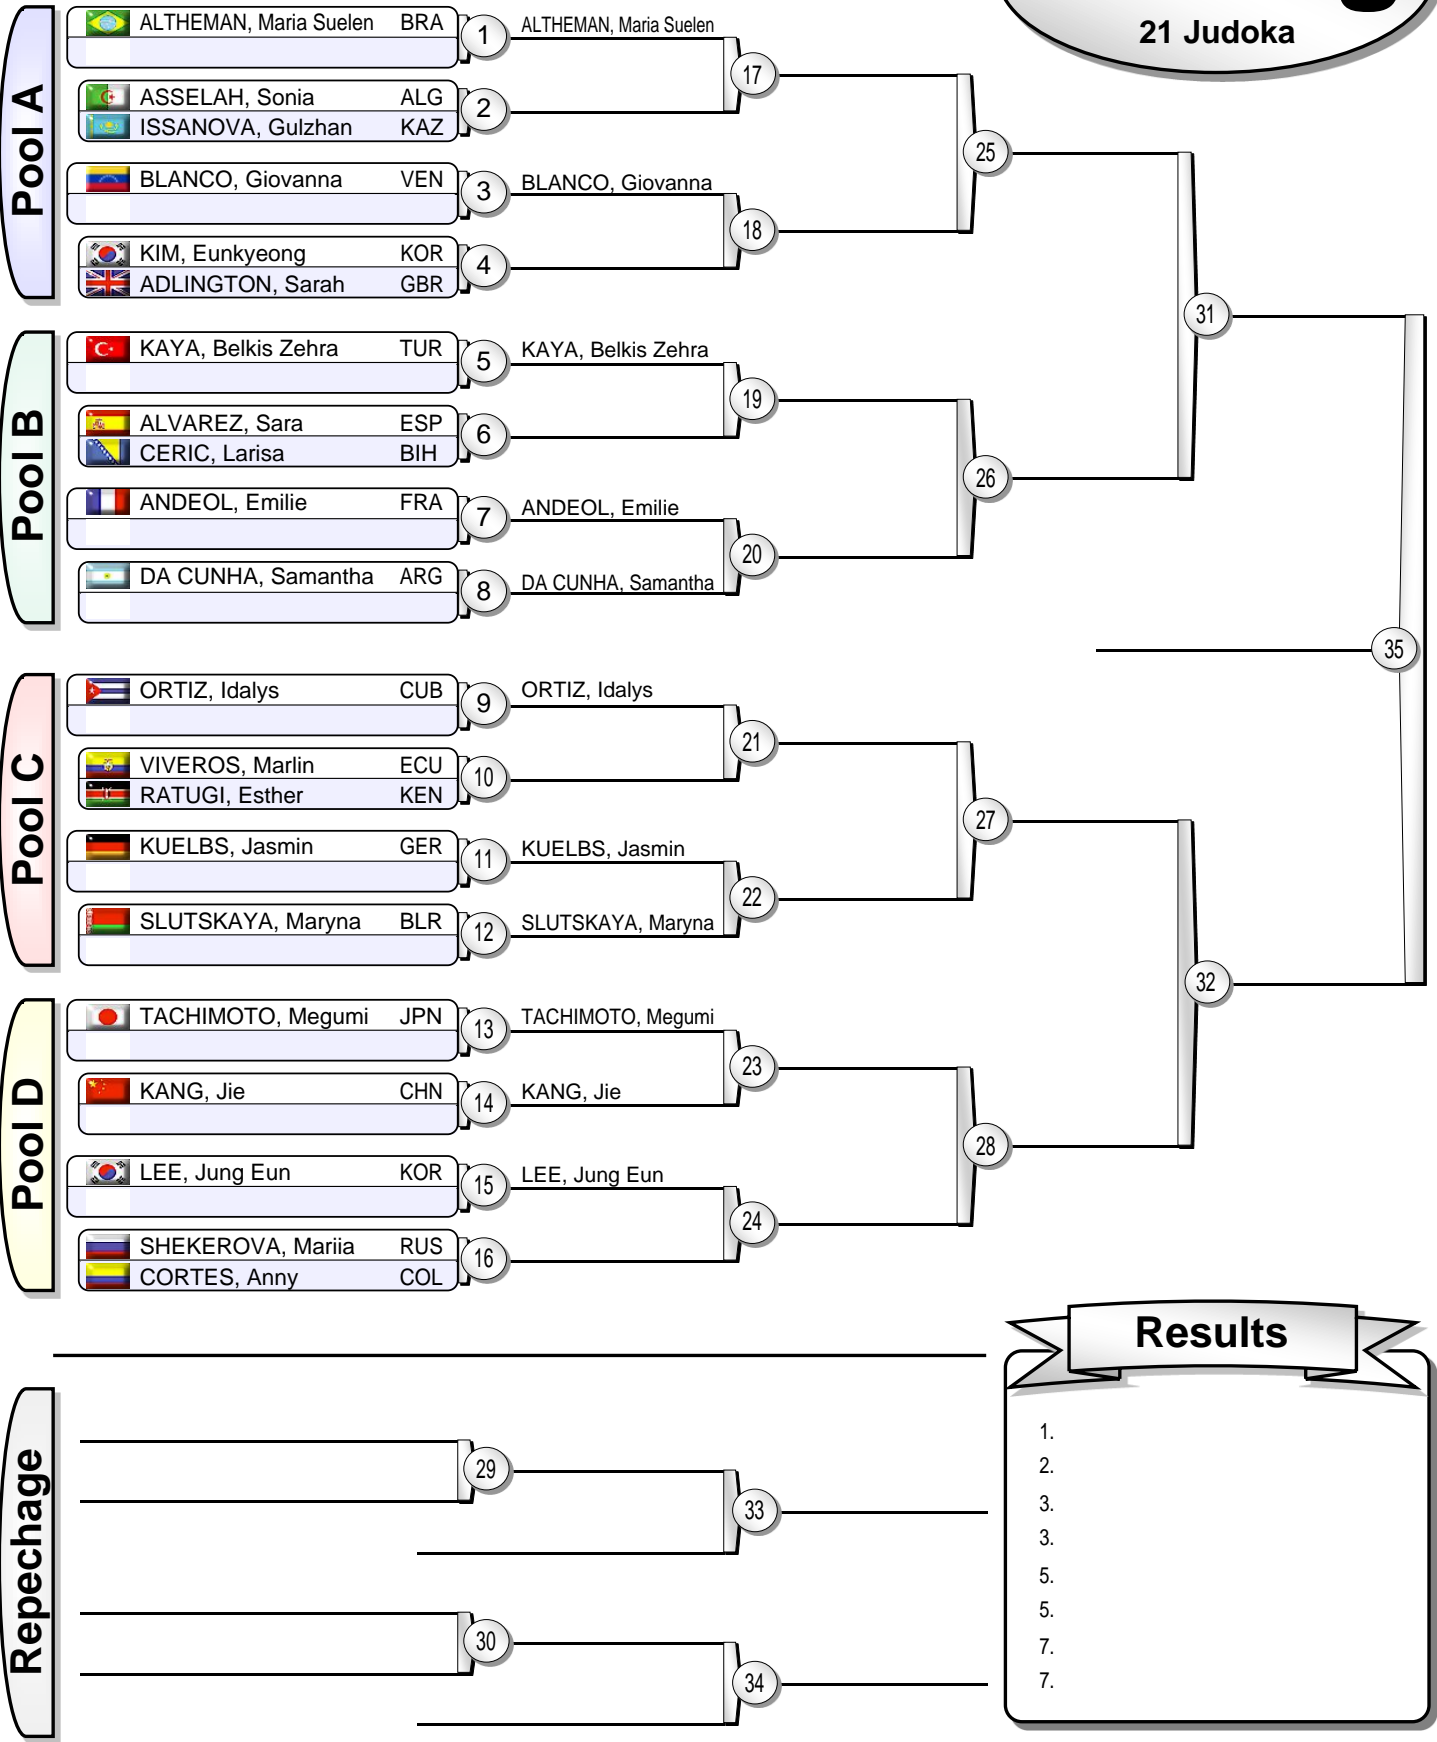 21 Judoka
Pool A
ALTHEMAN, Maria Suelen BRA 1 ALTHEMAN, Maria Suelen
17
ASSELAH, Sonia ALG
2
ISSANOVA, Gulzhan KAZ
25
BLANCO, Giovanna VEN 3 BLANCO, Giovanna
18
KIM, Eunkyeong KOR
4
ADLINGTON, Sarah GBR
31
Pool B
KAYA, Belkis Zehra TUR 5 KAYA, Belkis Zehra
19
ALVAREZ, Sara ESP
6
CERIC, Larisa BIH
26
ANDEOL, Emilie FRA 7 ANDEOL, Emilie
20
DA CUNHA, Samantha ARG 8 DA CUNHA, Samantha
35
Pool C
ORTIZ, Idalys CUB 9 ORTIZ, Idalys
21
VIVEROS, Marlin ECU
10
RATUGI, Esther KEN
27
KUELBS, Jasmin GER 11 KUELBS, Jasmin
22
SLUTSKAYA, Maryna BLR 12 SLUTSKAYA, Maryna
32
Pool D
TACHIMOTO, Megumi JPN 13 TACHIMOTO, Megumi
23
KANG, Jie CHN 14 KANG, Jie
28
LEE, Jung Eun KOR 15 LEE, Jung Eun
24
SHEKEROVA, Mariia RUS
16
CORTES, Anny COL
Results
1.
2.
3.
3.
5.
5.
7.
7.
Repechage
29
33
30
34